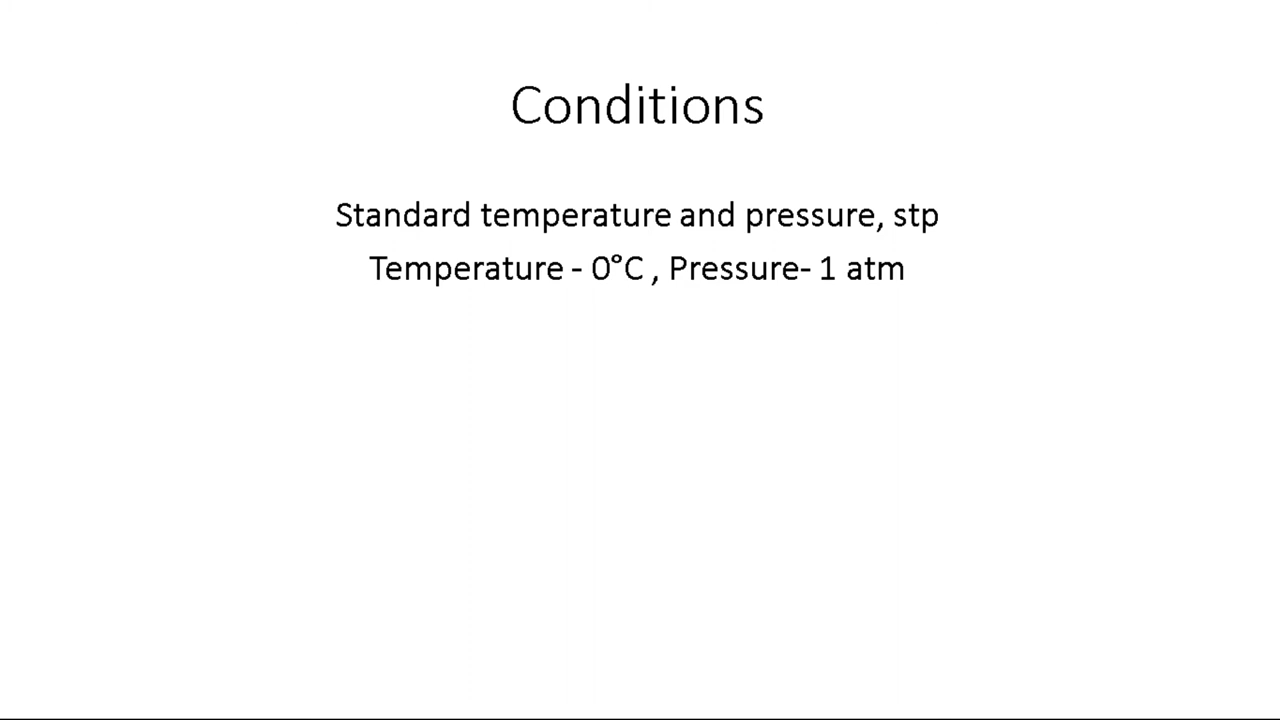 Conditions
Standard temperature and pressure, stp
Temperature - 0°C , Pressure- 1 atm